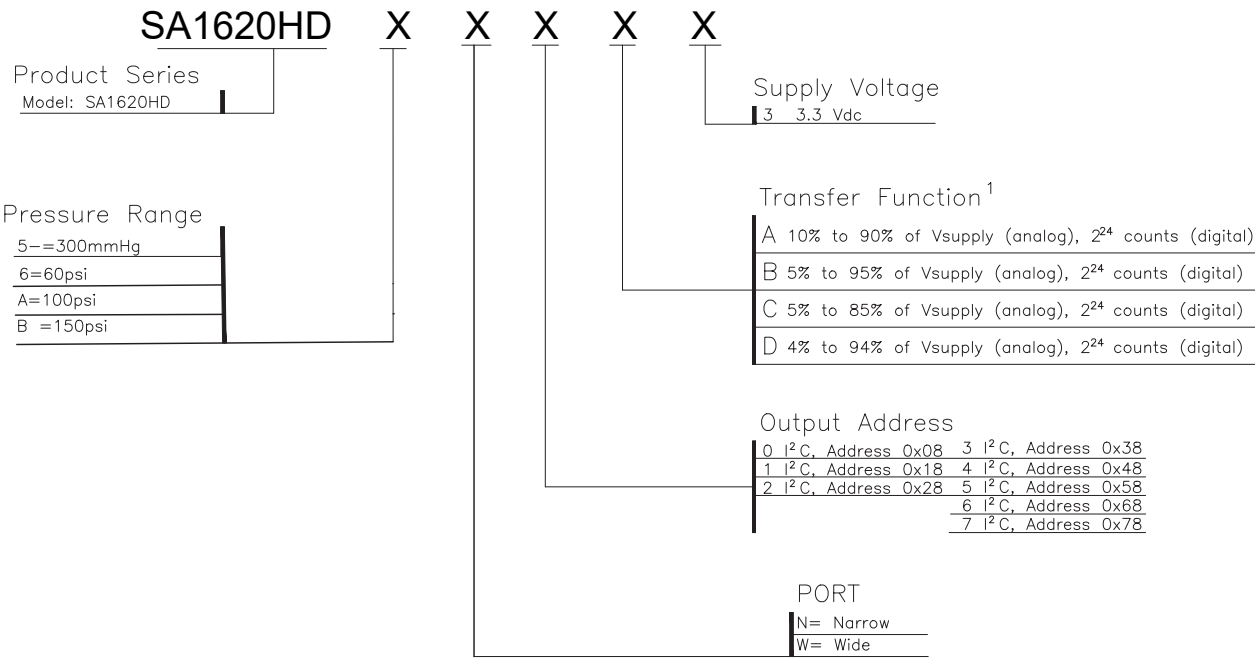 SA1620HD X X X X X
Product Series
Model: SA1620HD
Pressure Range
5-=300mmHg
6=60psi
A=100psi
B =150psi
Supply Voltage
3 3.3 Vdc
Transfer Function¹
A 10% to 90% of Vsupply (analog), 2²⁴ counts (digital)
B 5% to 95% of Vsupply (analog), 2²⁴ counts (digital)
C 5% to 85% of Vsupply (analog), 2²⁴ counts (digital)
D 4% to 94% of Vsupply (analog), 2²⁴ counts (digital)
Output Address
0 I²C, Address 0x08 3 I²C, Address 0x38
1 I²C, Address 0x18 4 I²C, Address 0x48
2 I²C, Address 0x28 5 I²C, Address 0x58
6 I²C, Address 0x68
7 I²C, Address 0x78
PORT
N= Narrow
W= Wide